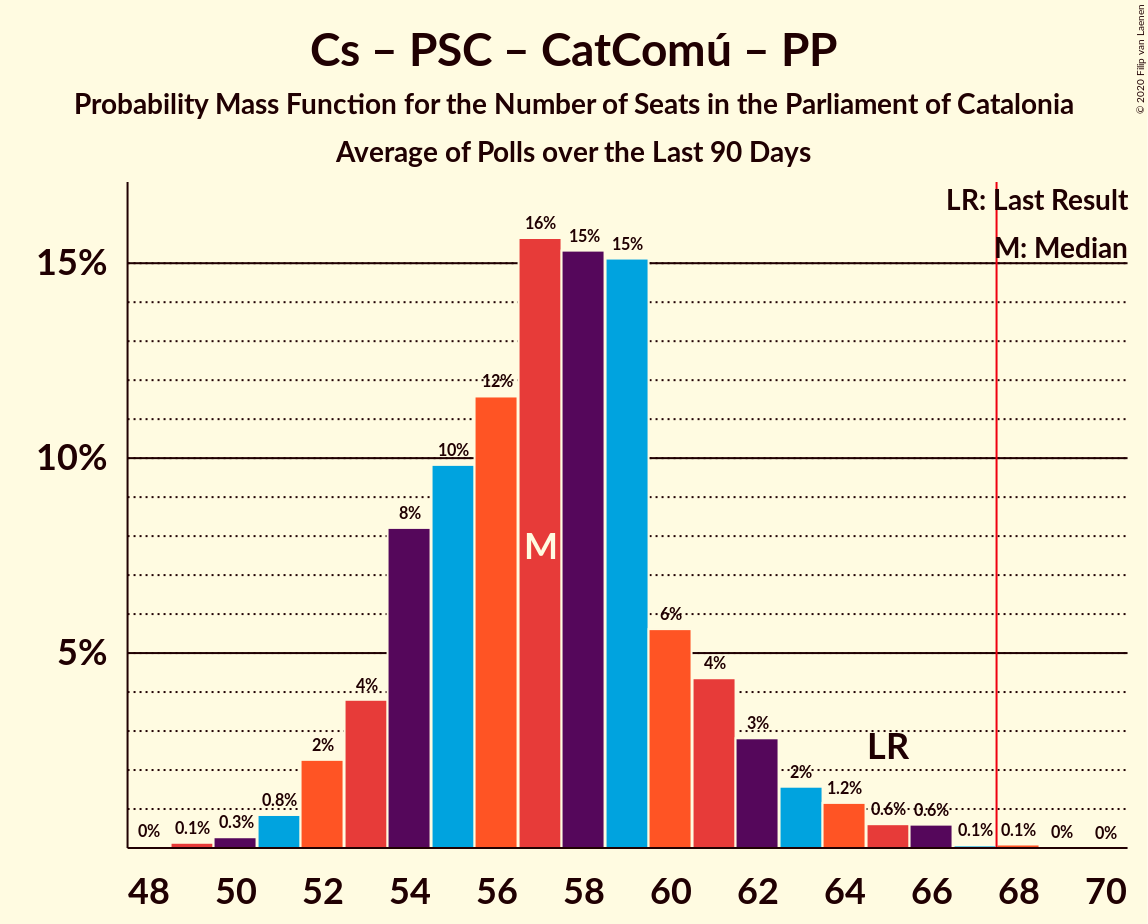 Cs – PSC – CatComú – PP
Probability Mass Function for the Number of Seats in the Parliament of Catalonia
Average of Polls over the Last 90 Days
© 2020 Filip van Laenen
LR: Last Result
M: Median
15%
10%
5%
0%
0.1%
0.3%
0.8%
2%
4%
8%
10%
12%
16%
15%
15%
6%
4%
3%
2%
1.2%
0.6%
0.6%
0.1%
0.1%
0%
0%
M
LR
48 50 52 54 56 58 60 62 64 66 68 70